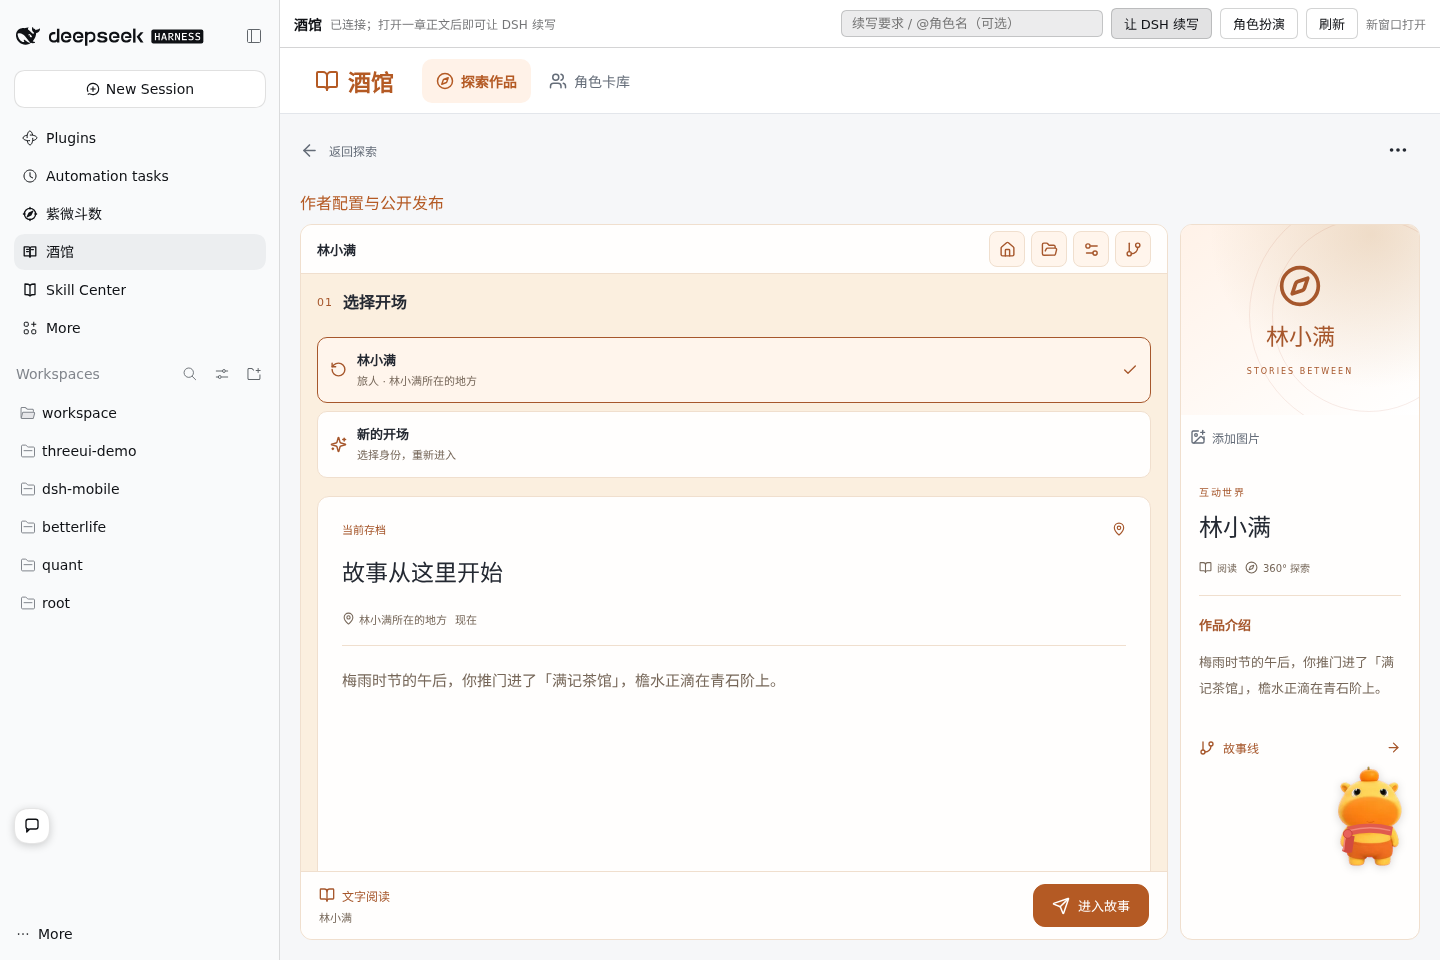 deepseek HARNESS
New Session
Plugins
Automation tasks
紫微斗数
酒馆
Skill Center
More
Workspaces
workspace
threeui-demo
dsh-mobile
betterlife
quant
root
More
酒馆 已连接；打开一章正文后即可让 DSH 续写
续写要求 / @角色名（可选）
让 DSH 续写
角色扮演
刷新
新窗口打开
酒馆
探索作品
角色卡库
返回探索
作者配置与公开发布
林小满
01 选择开场
林小满
旅人 · 林小满所在的地方
新的开场
选择身份，重新进入
当前存档
故事从这里开始
林小满所在的地方 现在
梅雨时节的午后，你推门进了「满记茶馆」，檐水正滴在青石阶上。
文字阅读
林小满
进入故事
林小满
STORIES BETWEEN
添加图片
互动世界
林小满
阅读 360° 探索
作品介绍
梅雨时节的午后，你推门进了「满
记茶馆」，檐水正滴在青石阶上。
故事线